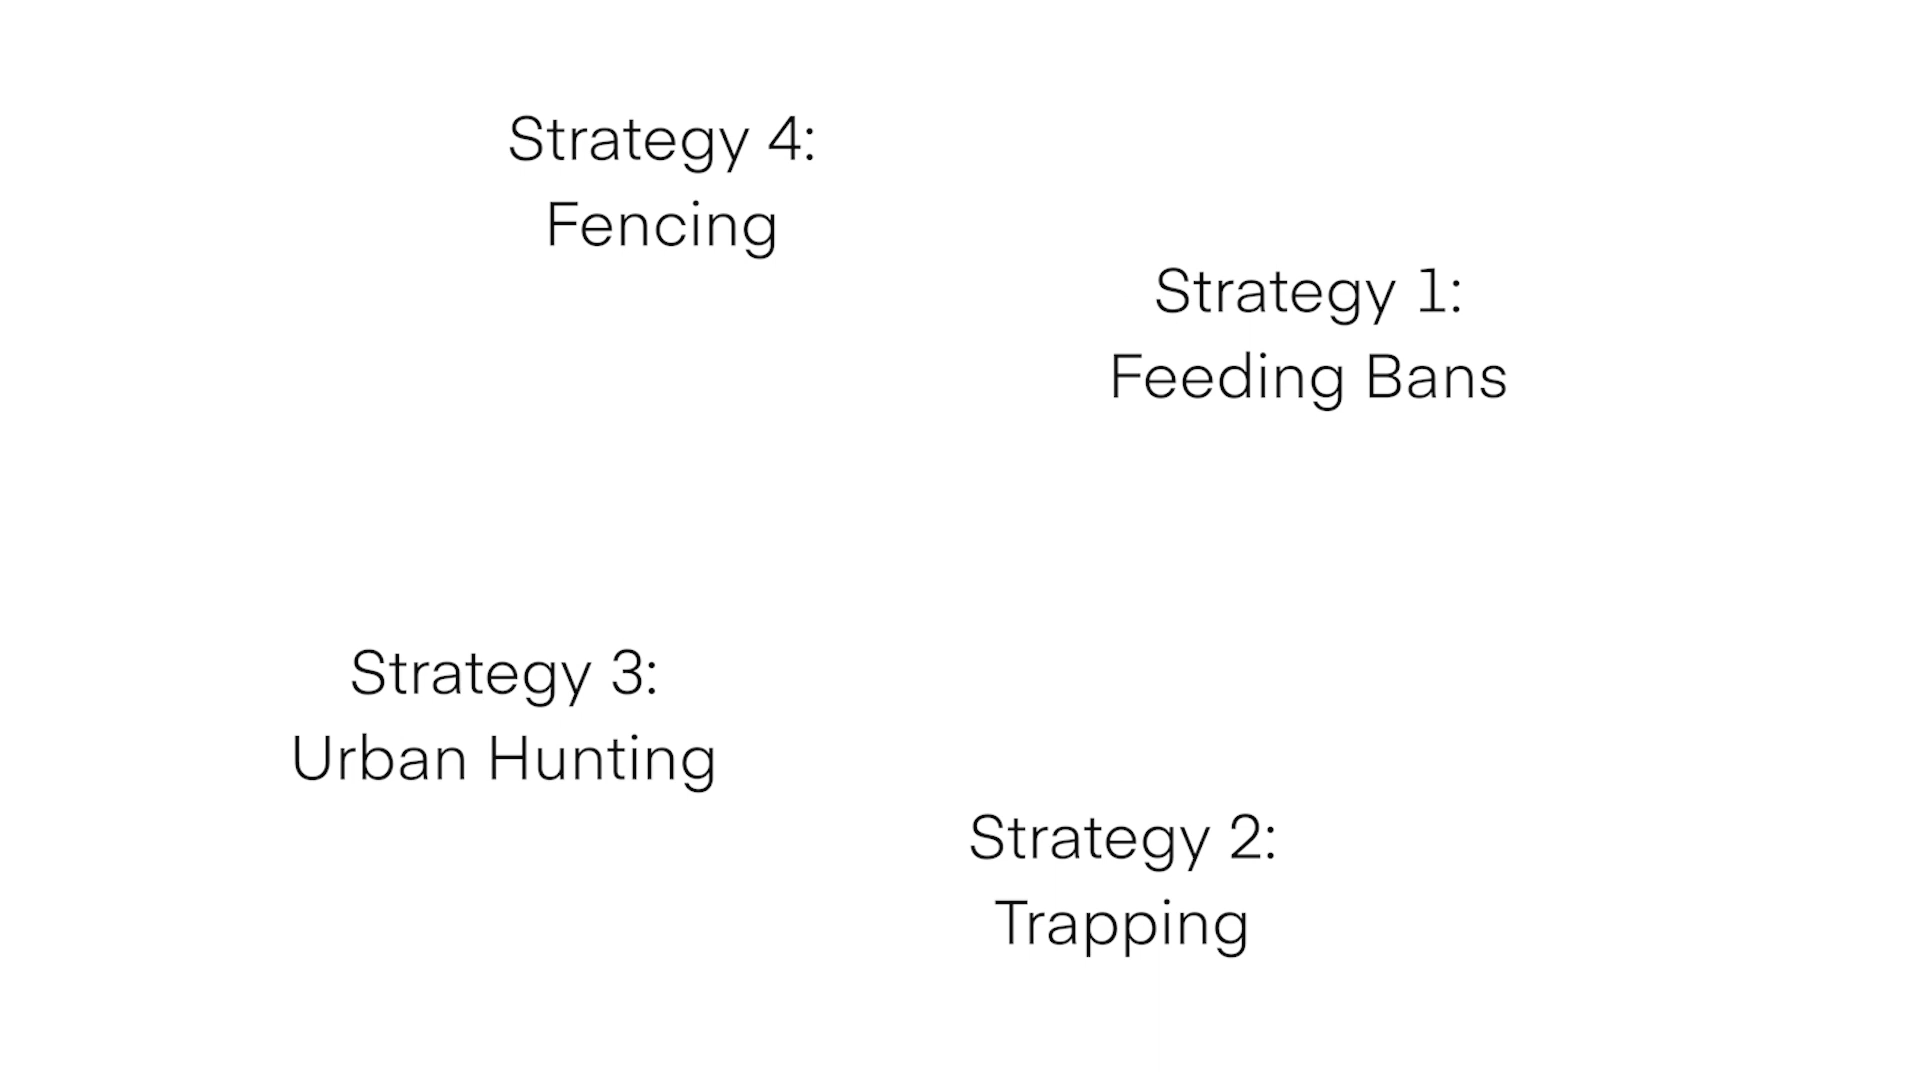 Strategy 4:
Fencing
Strategy 1:
Feeding Bans
Strategy 3:
Urban Hunting
Strategy 2:
Trapping